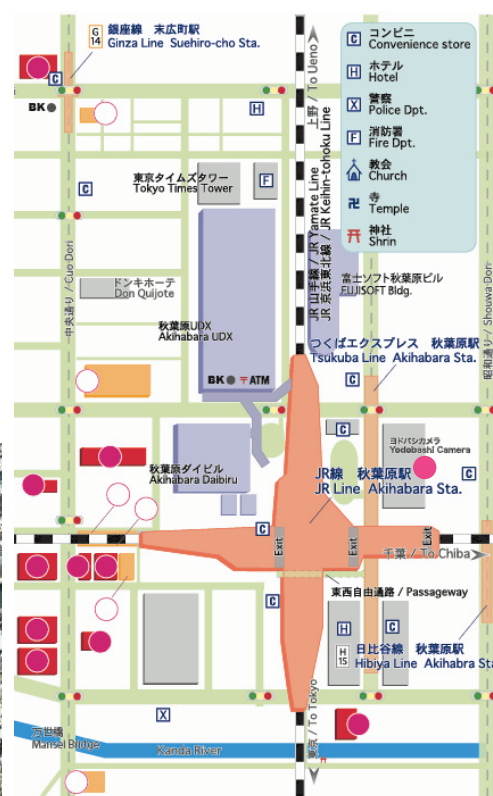 G
14
銀座線　末広町駅
Ginza Line Suehiro-cho Sta.
C
コンビニ
Convenience store
H
ホテル
Hotel
X
警察
Police Dpt.
F
消防署
Fire Dpt.
教会
Church
卍
寺
Temple
神社
Shrin
上野 / To Ueno
C
BK
H
C
東京タイムズタワー
Tokyo Times Tower
F
JR 山手線 / JR Yamate Line
JR 京浜東北線 / JR Keihin-tohoku Line
中央通り / Cuo Dori
昭和通り / Shouwa Dori
ドンキホーテ
Don Quijote
富士ソフト秋葉原ビル
FUJISOFT Bldg.
秋葉原UDX
Akihabara UDX
つくばエクスプレス　秋葉原駅
Tsukuba Line Akihabara Sta.
BK 〒ATM
C
C
ヨドバシカメラ
Yodobashi Camera
秋葉原ダイビル
Akihabara Daibiru
JR線　秋葉原駅
JR Line Akihabara Sta.
C
C
Exit
Exit
Exit
千葉 / To Chiba
東西自由通路 / Passageway
C
H
C
H
15
日比谷線　秋葉原駅
Hibiya Line Akihabra Sta
X
万世橋
Mansei Bridge
Kanda River
東京 / To Tokyo